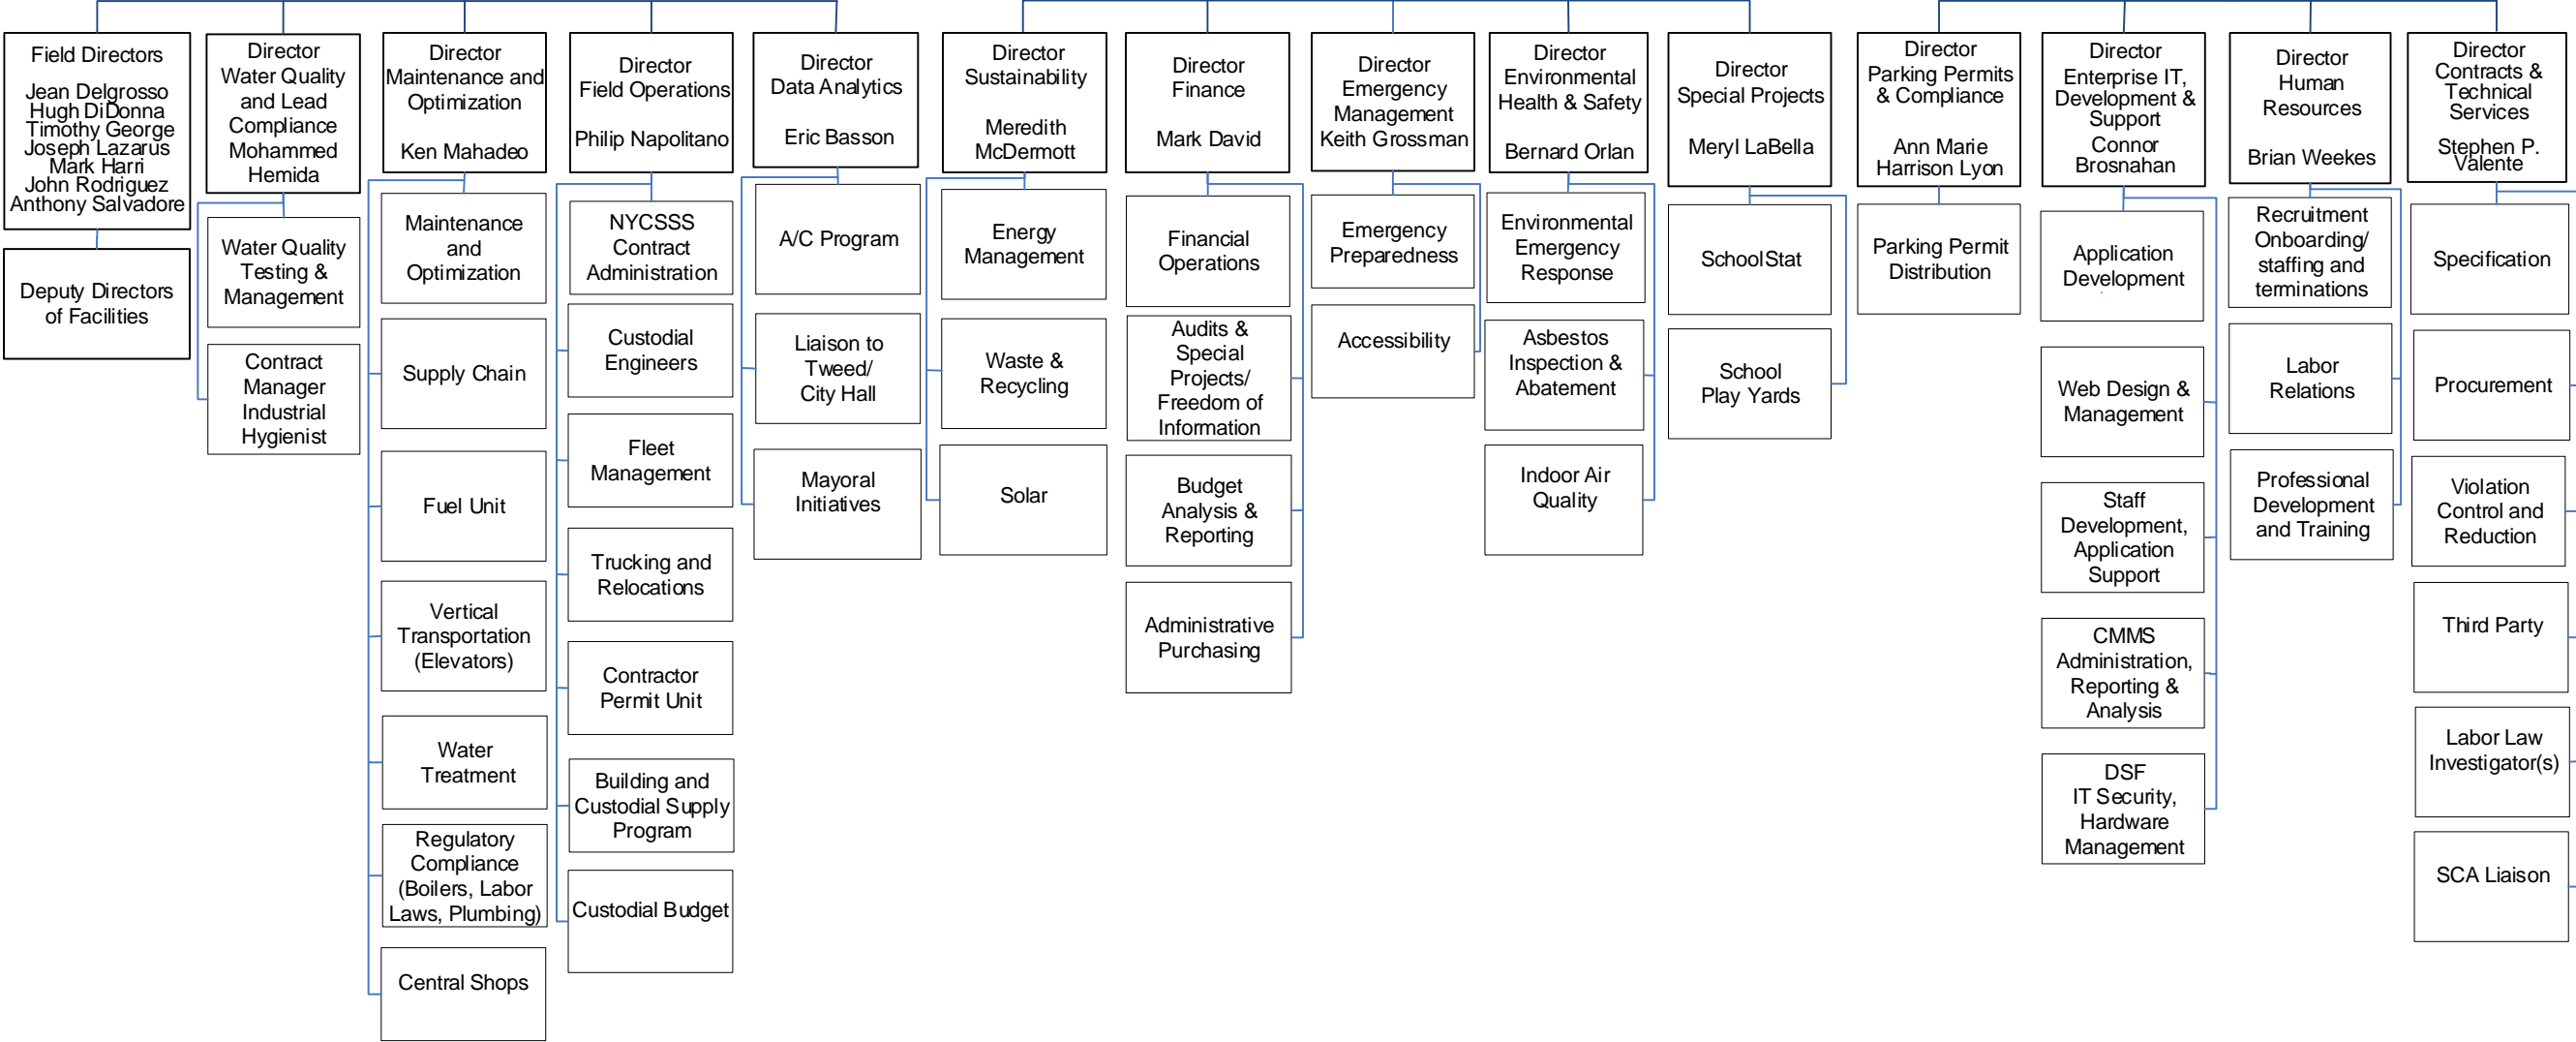 Field Directors
Jean Delgrosso
Hugh DiDonna
Timothy George
Joseph Lazarus
Mark Harri
John Rodriguez
Anthony Salvadore
Deputy Directors
of Facilities
Director
Water Quality
and Lead
Compliance
Mohammed
Hemida
Water Quality
Testing &
Management
Contract
Manager
Industrial
Hygienist
Director
Maintenance and
Optimization
Ken Mahadeo
Maintenance
and
Optimization
Supply Chain
Fuel Unit
Vertical
Transportation
(Elevators)
Water
Treatment
Regulatory
Compliance
(Boilers, Labor
Laws, Plumbing)
Central Shops
Director
Field Operations
Philip Napolitano
NYCSSS
Contract
Administration
Custodial
Engineers
Fleet
Management
Trucking and
Relocations
Contractor
Permit Unit
Building and
Custodial Supply
Program
Custodial Budget
Director
Data Analytics
Eric Basson
A/C Program
Liaison to
Tweed/
City Hall
Mayoral
Initiatives
Director
Sustainability
Meredith
McDermott
Energy
Management
Waste &
Recycling
Solar
Director
Finance
Mark David
Financial
Operations
Audits &
Special
Projects/
Freedom of
Information
Budget
Analysis &
Reporting
Administrative
Purchasing
Director
Emergency
Management
Keith Grossman
Emergency
Preparedness
Accessibility
Director
Environmental
Health & Safety
Bernard Orlan
Environmental
Emergency
Response
Asbestos
Inspection &
Abatement
Indoor Air
Quality
Director
Special Projects
Meryl LaBella
SchoolStat
School
Play Yards
Director
Parking Permits
& Compliance
Ann Marie
Harrison Lyon
Parking Permit
Distribution
Director
Enterprise IT,
Development &
Support
Connor
Brosnahan
Application
Development
Web Design &
Management
Staff
Development,
Application
Support
CMMS
Administration,
Reporting &
Analysis
DSF
IT Security,
Hardware
Management
Director
Human
Resources
Brian Weekes
Recruitment
Onboarding/
staffing and
terminations
Labor
Relations
Professional
Development
and Training
Director
Contracts &
Technical
Services
Stephen P.
Valente
Specification
Procurement
Violation
Control and
Reduction
Third Party
Labor Law
Investigator(s)
SCA Liaison